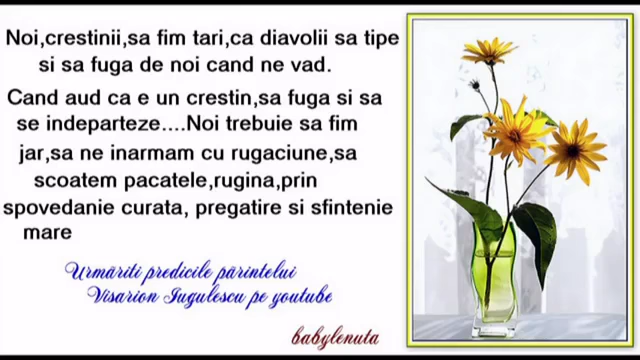 Noi,crestinii,sa fim tari,ca diavolii sa tipe
si sa fuga de noi cand ne vad.
Cand aud ca e un crestin,sa fuga si sa
se indeparteze....Noi trebuie sa fim
jar,sa ne inarmam cu rugaciune,sa
scoatem pacatele,rugina,prin
spovedanie curata, pregatire si sfintenie
mare
Urmăriti predicile părintelui
Visarion Iugulescu pe youtube
babylenuta